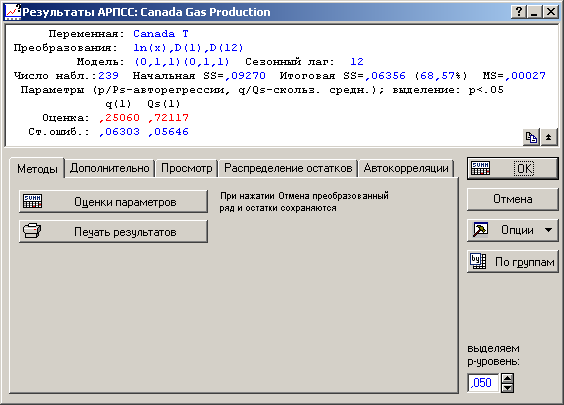 Результаты АРПСС: Canada Gas Production
Переменная: Canada T
Преобразования: ln(x),D(1),D(12)
Модель: (0,1,1)(0,1,1) Сезонный лаг: 12
Число набл.:239 Начальная SS=,09270 Итоговая SS=,06356 (68,57%) MS=,00027
Параметры (p/Ps-авторегрессии, q/Qs-скольз. средн.); выделение: p<.05
q(1) Qs(1)
Оценка: ,25060 ,72117
Ст.ошиб.: ,06303 ,05646
Методы Дополнительно Просмотр Распределение остатков Автокорреляции
OK
Оценки параметров
При нахатии Отмена преобразованный
ряд и остатки сохраняются
Отмена
Печать результатов
Опции
По группам
выделяем
p-уровень:
,050